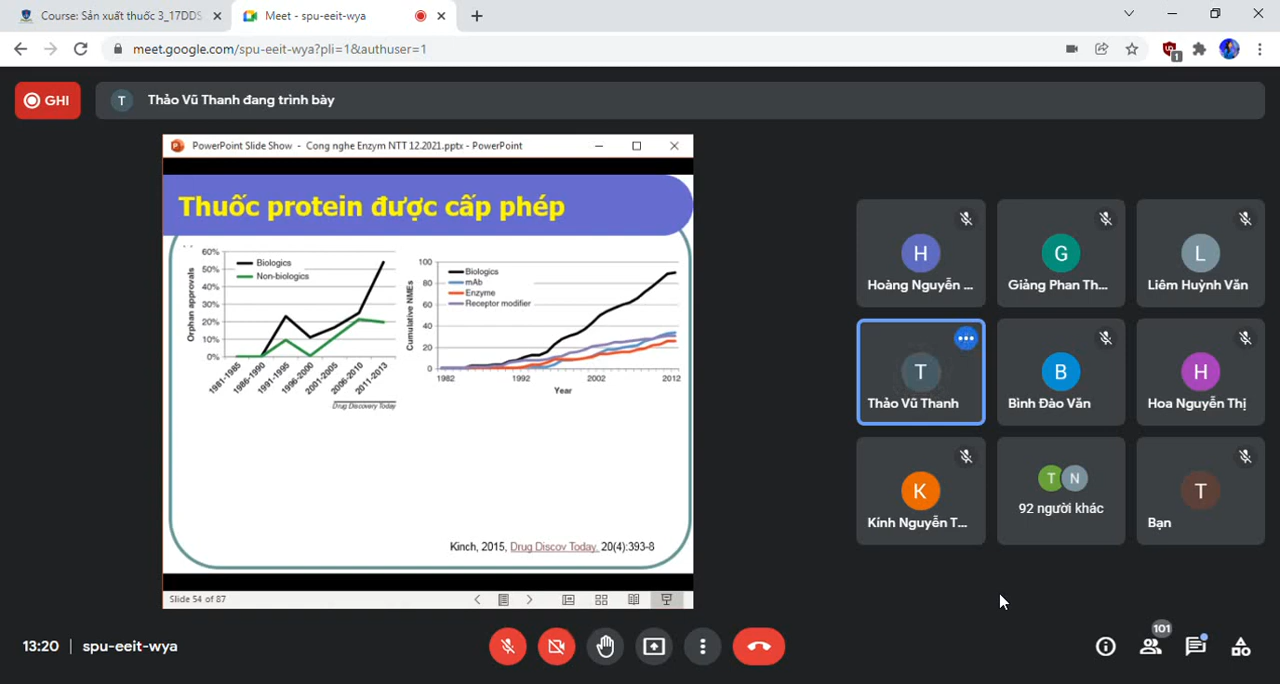 Course: Sản xuất thuốc 3_17DDS
Meet - spu-eeit-wya
meet.google.com/spu-eeit-wya?pli=1&authuser=1
1
GHI
T
Thảo Vũ Thanh đang trình bày
PowerPoint Slide Show - Cong nghe Enzym NTT 12.2021.pptx - PowerPoint
Thuốc protein được cấp phép
Orphan approvals
60%
50%
40%
30%
20%
10%
0%
Biologics
Non-biologics
1981-1985
1986-1990
1991-1995
1996-2000
2001-2005
2006-2010
2011-2013
Drug Discovery Today
Cumulative NMEs
100
80
60
40
20
0
Biologics
mAb
Enzyme
Receptor modifier
1982
1992
2002
2012
Year
Kinch, 2015, Drug Discov Today. 20(4):393-8
Slide 54 of 87
H
Hoàng Nguyễn ...
G
Giảng Phan Th...
L
Liêm Huỳnh Văn
T
Thảo Vũ Thanh
B
Bình Đào Văn
H
Hoa Nguyễn Thị
K
Kính Nguyễn T...
T N
92 người khác
T
Bạn
13:20 | spu-eeit-wya
101